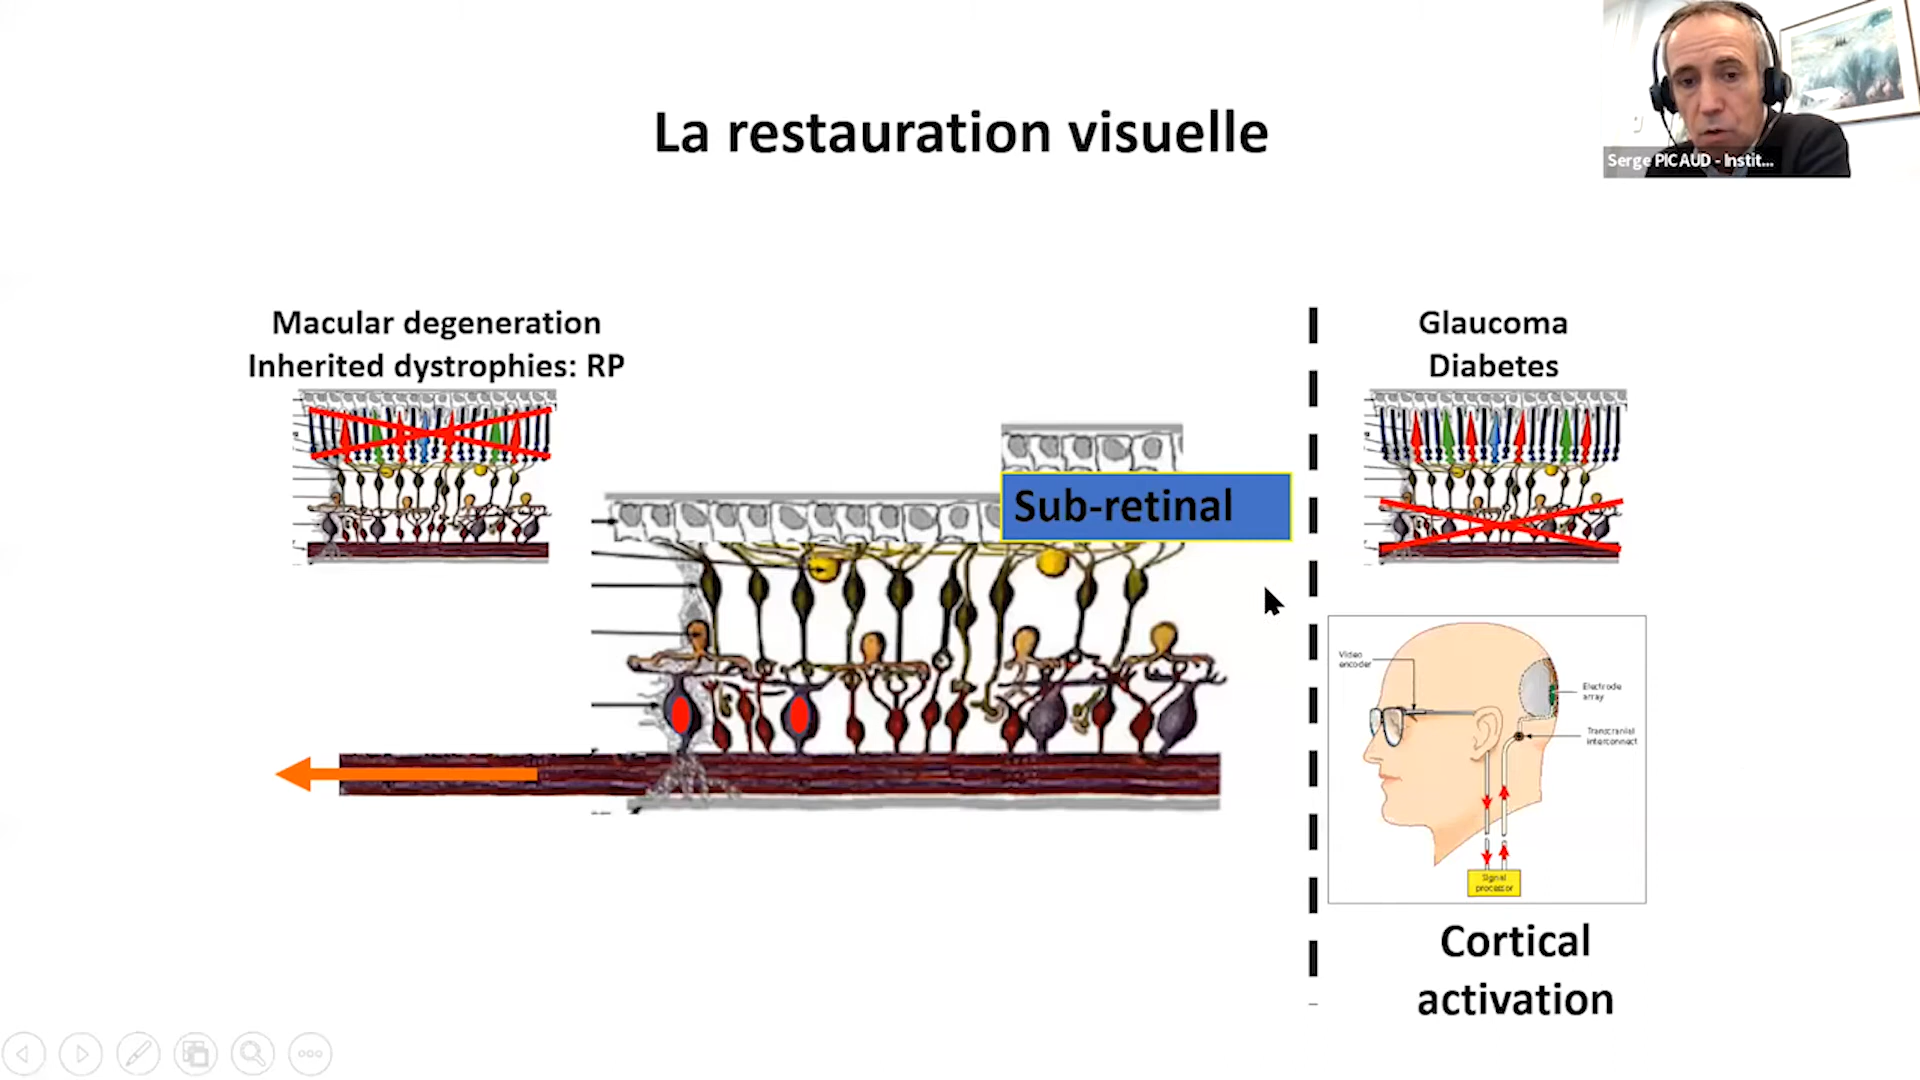 La restauration visuelle
Serge PICAUD - Instit...
Macular degeneration
Inherited dystrophies: RP
Glaucoma
Diabetes
Sub-retinal
Video
encoder
Electrode
array
Transcranial
interconnect
Signal
processor
Cortical
activation